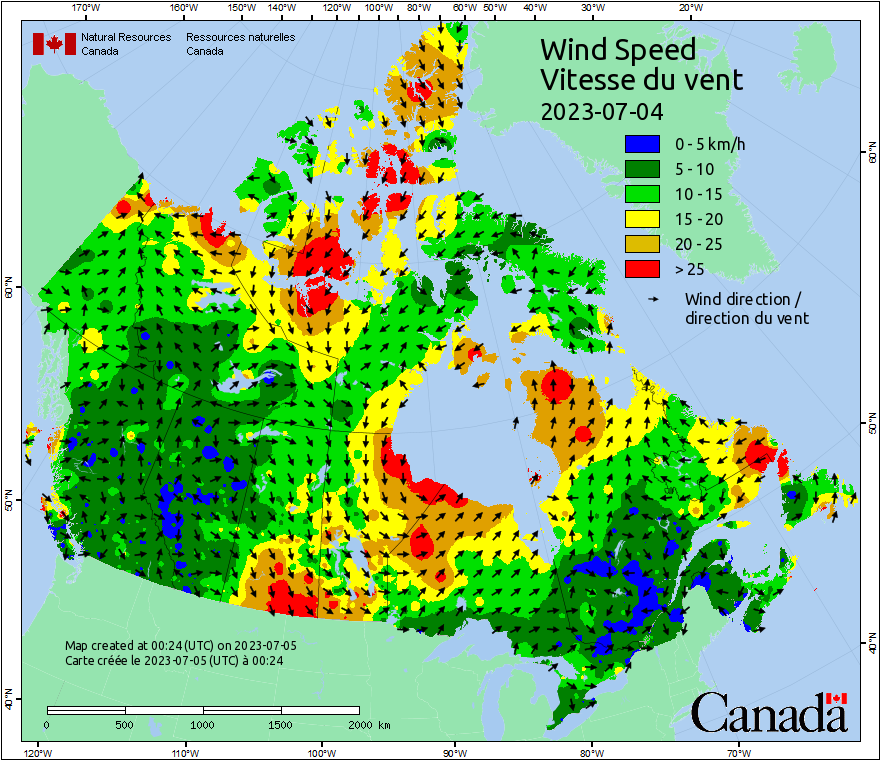 170°W 160°W 150°W 140°W 120°W 100°W 80°W 60°W 50°W 40°W 30°W 20°W
Natural Resources Canada
Ressources naturelles Canada
Wind Speed
Vitesse du vent
2023-07-04
0 - 5 km/h
5 - 10
10 - 15
15 - 20
20 - 25
> 25
Wind direction /
direction du vent
60°N
50°N
40°N
60°N
50°N
40°N
Map created at 00:24 (UTC) on 2023-07-05
Carte créée le 2023-07-05 (UTC) à 00:24
0 500 1000 1500 2000 km
Canada
120°W 110°W 100°W 90°W 80°W 70°W